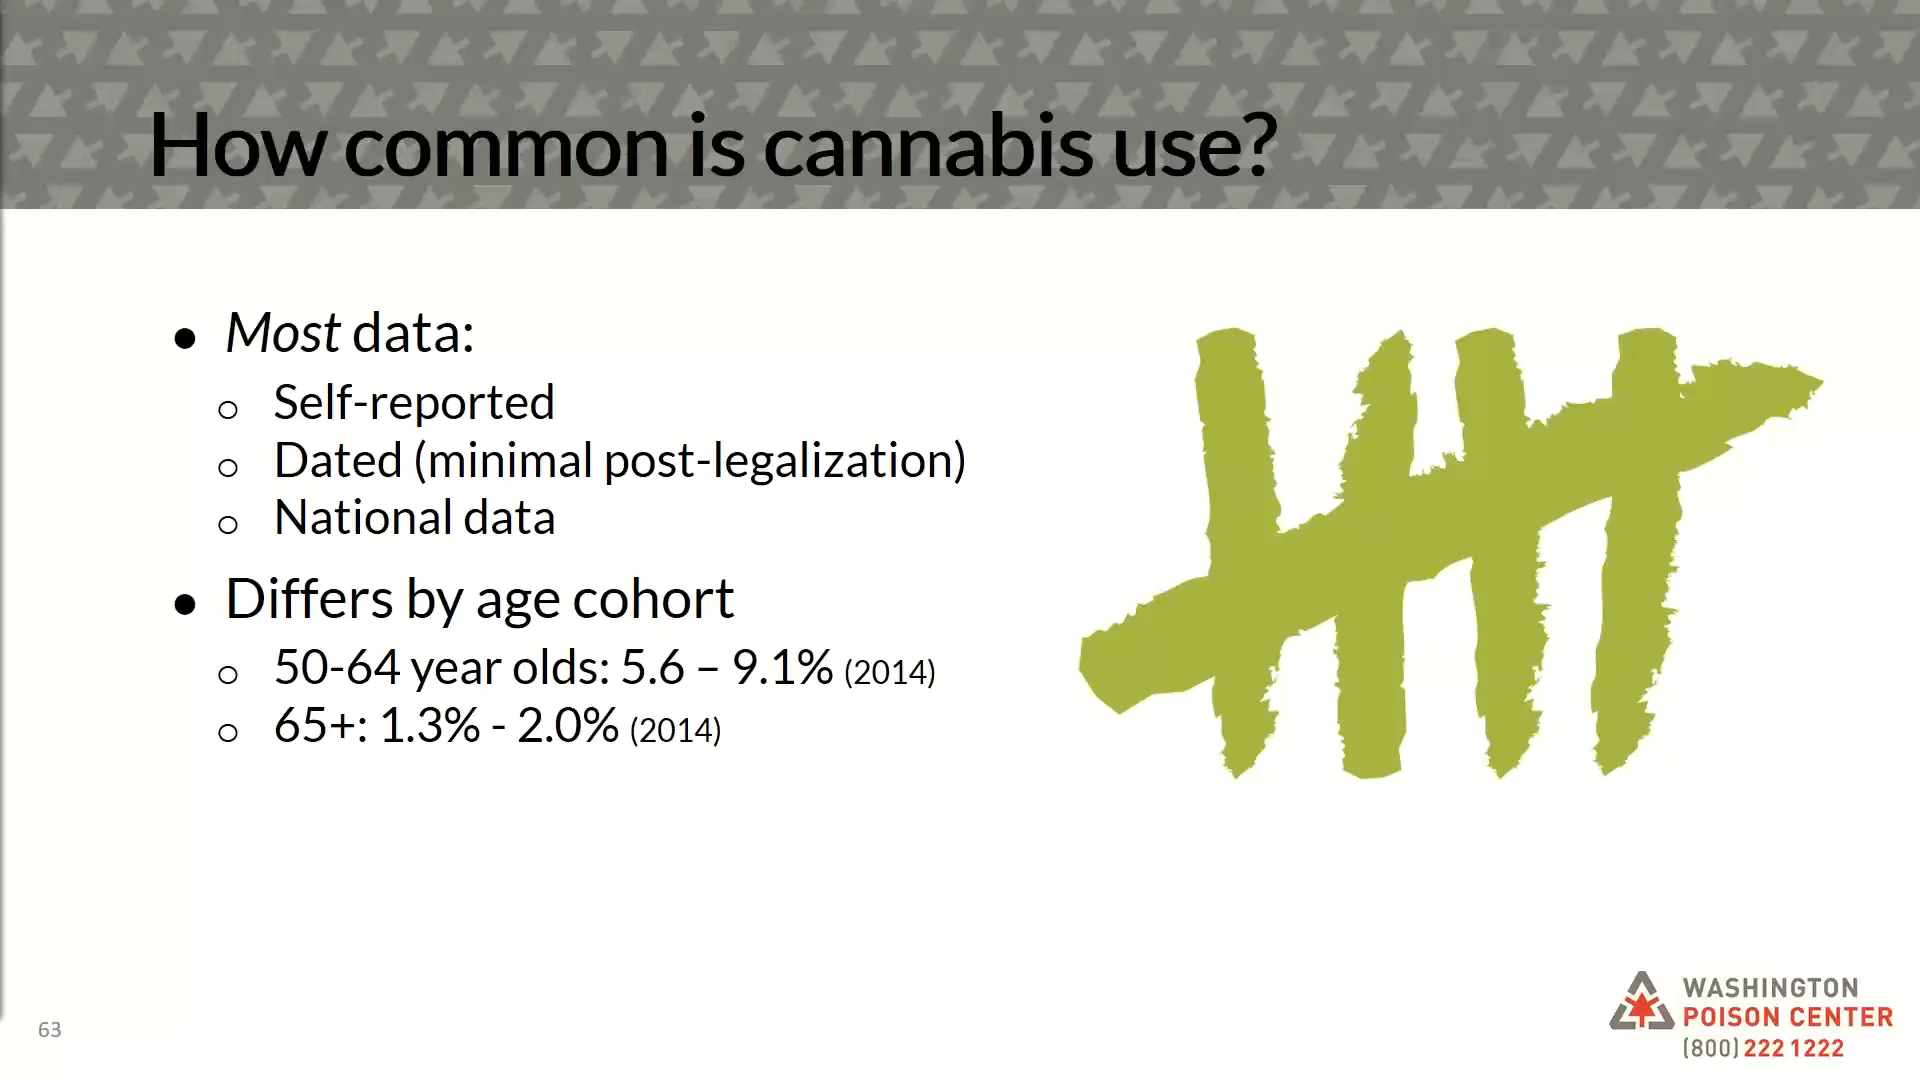 How common is cannabis use?
● Most data:
○ Self-reported
○ Dated (minimal post-legalization)
○ National data
● Differs by age cohort
○ 50-64 year olds: 5.6 – 9.1% (2014)
○ 65+: 1.3% - 2.0% (2014)
63
WASHINGTON
POISON CENTER
(800) 222 1222